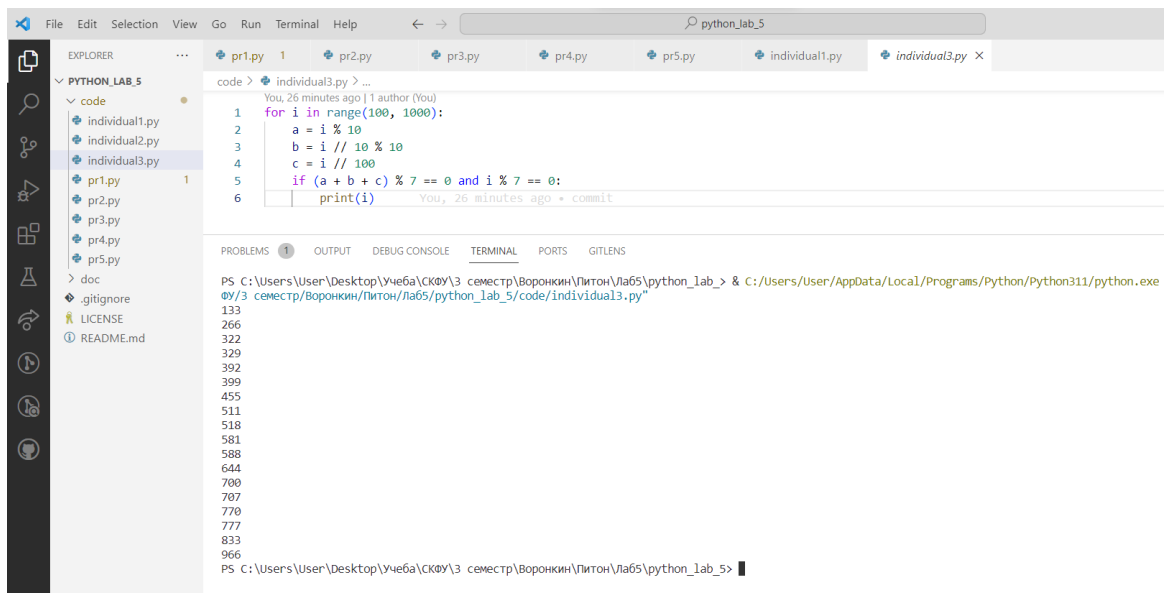 File Edit Selection View Go Run Terminal Help ← → python_lab_5
EXPLORER ...
PYTHON_LAB_5
code
individual1.py
individual2.py
individual3.py
pr1.py 1
pr2.py
pr3.py
pr4.py
pr5.py
doc
.gitignore
LICENSE
README.md
pr1.py 1 pr2.py pr3.py pr4.py pr5.py individual1.py individual3.py ×
code > individual3.py > ...
You, 26 minutes ago | 1 author (You)
1 for i in range(100, 1000):
2 a = i % 10
3 b = i // 10 % 10
4 c = i // 100
5 if (a + b + c) % 7 == 0 and i % 7 == 0:
6 print(i) You, 26 minutes ago • commit
PROBLEMS 1 OUTPUT DEBUG CONSOLE TERMINAL PORTS GITLENS
PS C:\Users\User\Desktop\Учеба\СКФУ\3 семестр\Воронкин\Питон\Лаб5\python_lab_> & C:/Users/User/AppData/Local/Programs/Python/Python311/python.exe
ФУ/3 семестр/Воронкин/Питон/Лаб5/python_lab_5/code/individual3.py"
133
266
322
329
392
399
455
511
518
581
588
644
700
707
770
777
833
966
PS C:\Users\User\Desktop\Учеба\СКФУ\3 семестр\Воронкин\Питон\Лаб5\python_lab_5>